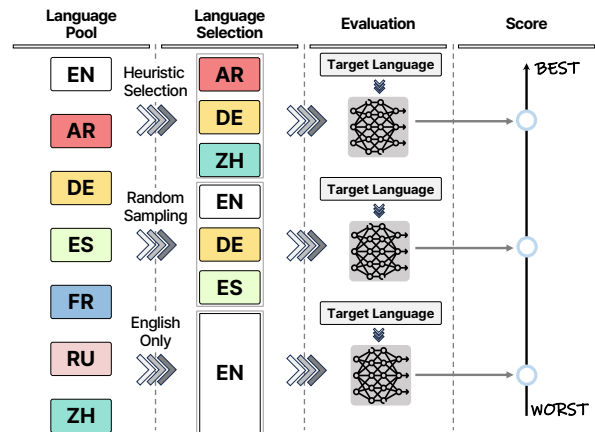 Language
Pool
Language
Selection
Evaluation
Score
EN
AR
DE
ES
FR
RU
ZH
Heuristic
Selection
AR
DE
ZH
Random
Sampling
EN
DE
ES
English
Only
EN
Target Language
Target Language
Target Language
BEST
WORST